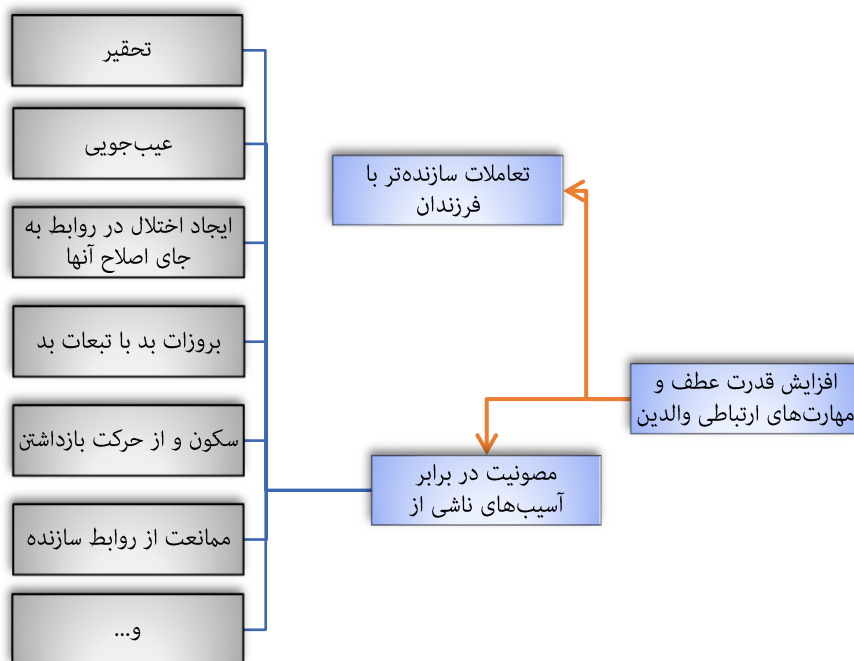 افزایش قدرت عطف و
مهارت‌های ارتباطی والدین
تعاملات سازنده‌تر با
فرزندان
مصونیت در برابر
آسیب‌های ناشی از
تحقیر
عیب‌جویی
ایجاد اختلال در روابط به
جای اصلاح آنها
بروزات بد با تبعات بد
سکون و از حرکت بازداشتن
ممانعت از روابط سازنده
و...